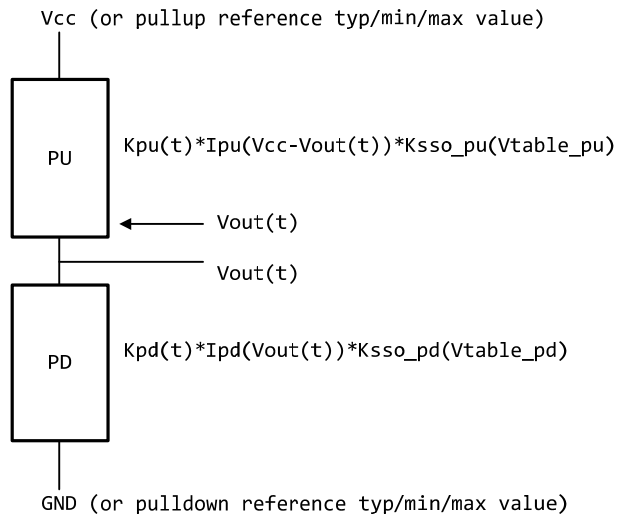 Vcc (or pullup reference typ/min/max value)
PU
Kpu(t)*Ipu(Vcc-Vout(t))*Ksso_pu(Vtable_pu)
Vout(t)
Vout(t)
PD
Kpd(t)*Ipd(Vout(t))*Ksso_pd(Vtable_pd)
GND (or pulldown reference typ/min/max value)